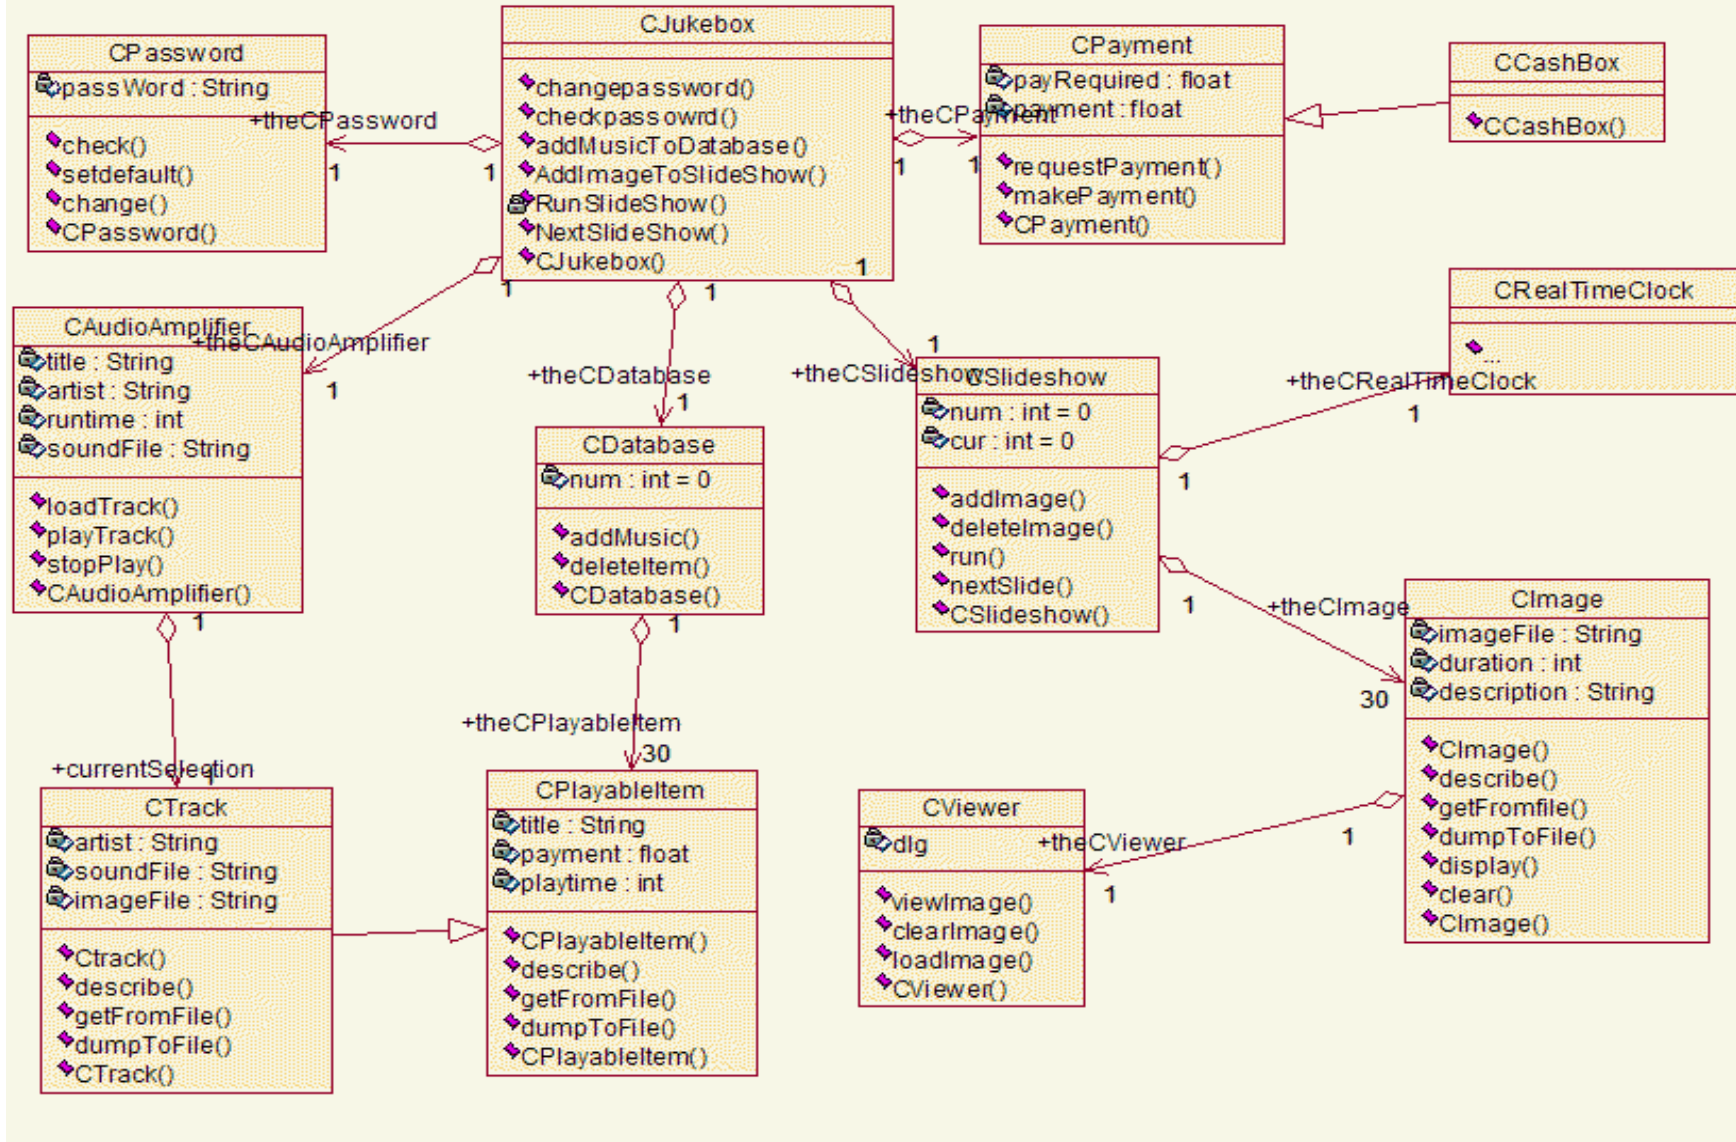 CPassword
passWord : String
check()
setdefault()
change()
CPassword()
+theCPassword
1
1
CJukebox
changepassword()
checkpassowrd()
addMusicToDatabase()
AddImageToSlideShow()
RunSlideShow()
NextSlideShow()
CJukebox()
+theCPayment
1
1
CPayment
payRequired : float
payment : float
requestPayment()
makePayment()
CPayment()
CCashBox
CCashBox()
1
+theCAudioAmplifier
1
CAudioAmplifier
title : String
artist : String
runtime : int
soundFile : String
loadTrack()
playTrack()
stopPlay()
CAudioAmplifier()
1
+theCDatabase
1
CDatabase
num : int = 0
addMusic()
deleteItem()
CDatabase()
1
1
+theCSlideshow
CSlideshow
num : int = 0
cur : int = 0
addImage()
deleteImage()
run()
nextSlide()
CSlideshow()
CRealTimeClock
...
+theCRealTimeClock
1
1
1
+theCImage
30
CImage
imageFile : String
duration : int
description : String
CImage()
describe()
getFromfile()
dumpToFile()
display()
clear()
CImage()
1
+currentSelection
1
CTrack
artist : String
soundFile : String
imageFile : String
Ctrack()
describe()
getFromFile()
dumpToFile()
CTrack()
1
+theCPlayableItem
30
CPlayableItem
title : String
payment : float
playtime : int
CPlayableItem()
describe()
getFromFile()
dumpToFile()
CPlayableItem()
CViewer
dlg
viewImage()
clearImage()
loadImage()
CViewer()
+theCViewer
1
1